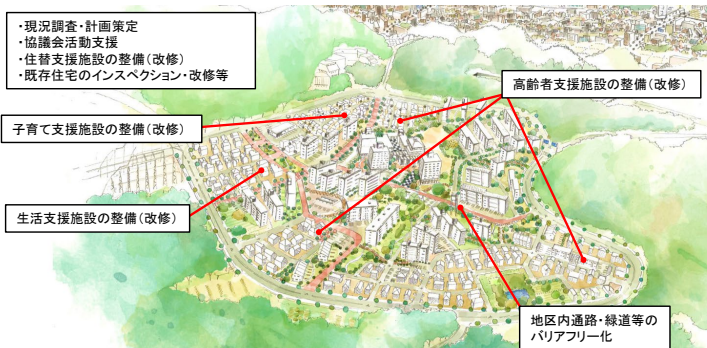 ・現況調査・計画策定
・協議会活動支援
・住替支援施設の整備（改修）
・既存住宅のインスペクション・改修等
高齢者支援施設の整備（改修）
子育て支援施設の整備（改修）
生活支援施設の整備（改修）
地区内通路・緑道等の
バリアフリー化